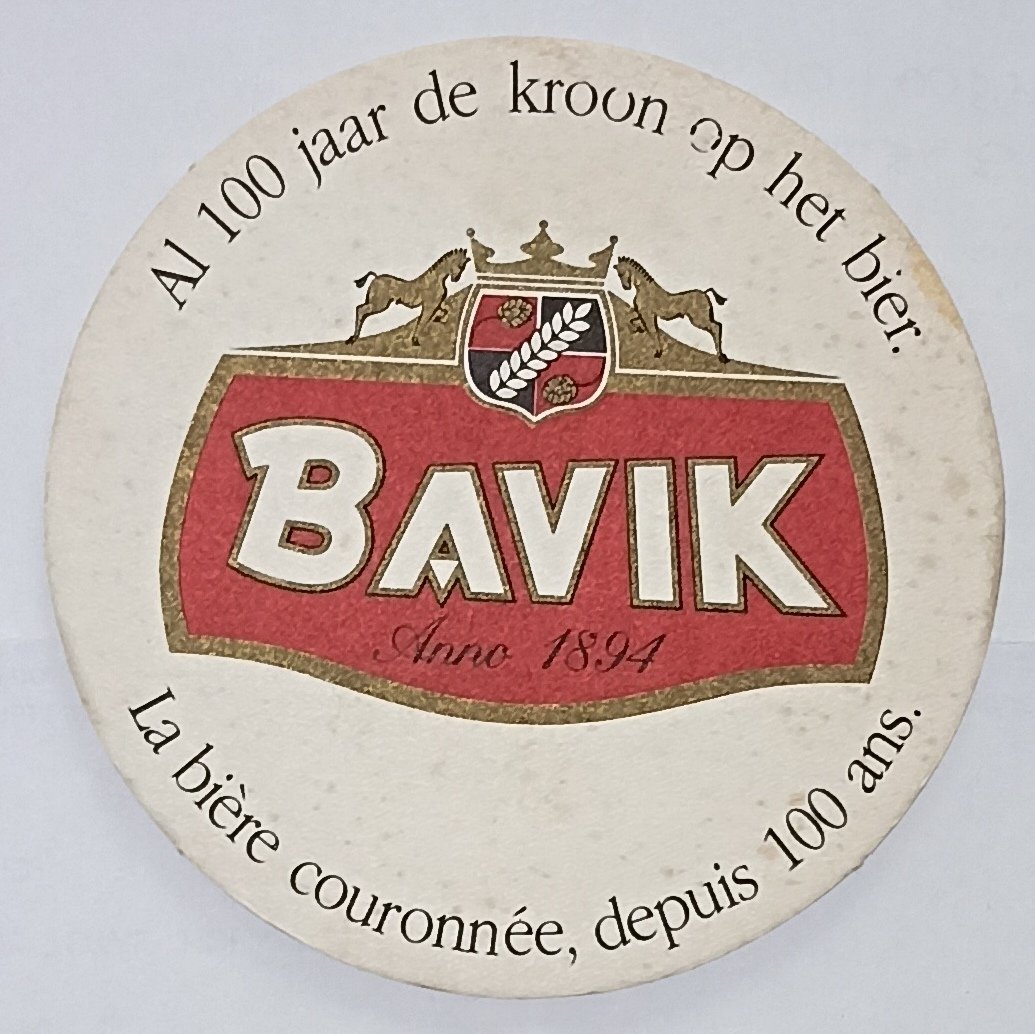 Al 100 jaar de kroon op het bier.
BAVIK
Anno 1894
La bière couronnée, depuis 100 ans.